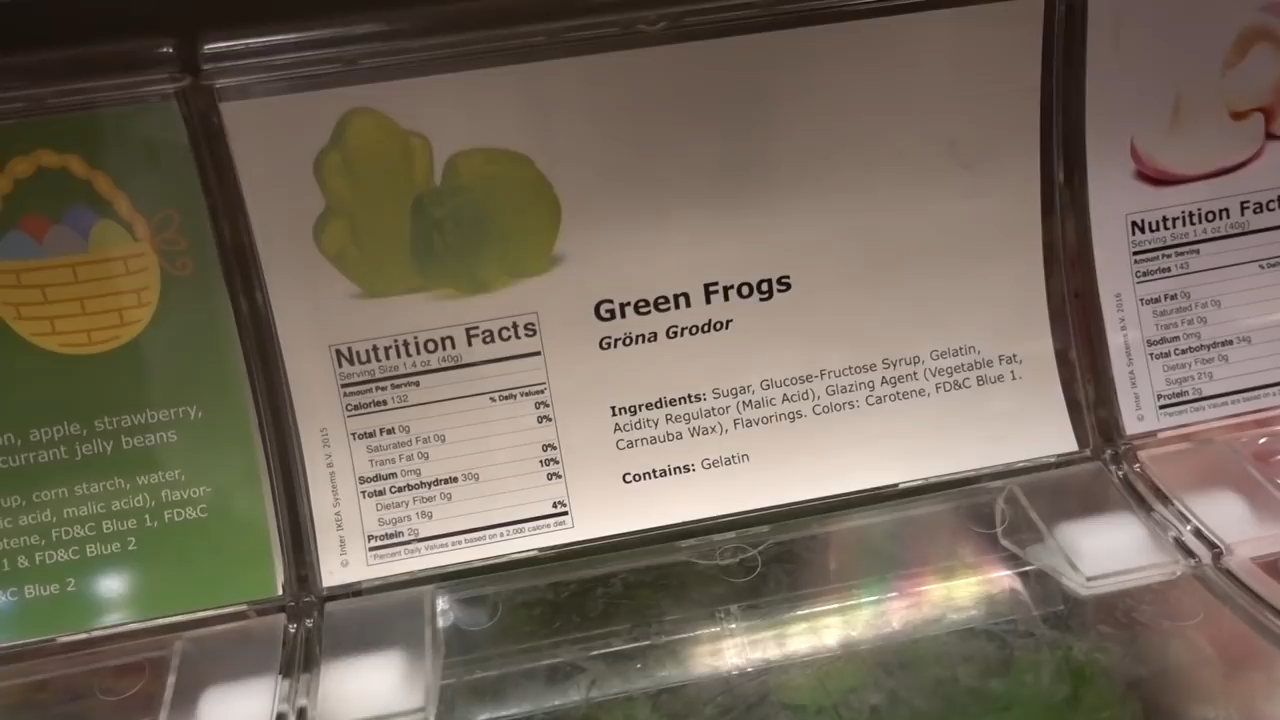 on, apple, strawberry,
currant jelly beans
up, corn starch, water,
ic acid, malic acid), flavor-
otene, FD&C Blue 1, FD&C
1 & FD&C Blue 2
&C Blue 2
Green Frogs
Gröna Grodor
Ingredients: Sugar, Glucose-Fructose Syrup, Gelatin,
Acidity Regulator (Malic Acid), Glazing Agent (Vegetable Fat,
Carnauba Wax), Flavorings. Colors: Carotene, FD&C Blue 1.
Contains: Gelatin
Nutrition Facts
Serving Size 1.4 oz (40g)
Amount Per Serving
Calories 132
% Daily Values*
Total Fat 0g 0%
Saturated Fat 0g 0%
Trans Fat 0g
Sodium 0mg 0%
Total Carbohydrate 30g 10%
Dietary Fiber 0g 0%
Sugars 18g
Protein 2g 4%
*Percent Daily Values are based on a 2,000 calorie diet.
© Inter IKEA Systems B.V. 2015
Nutrition Fact
Serving Size 1.4 oz (40g)
Amount Per Serving
Calories 143
% Dail
Total Fat 0g
Saturated Fat 0g
Trans Fat 0g
Sodium 0mg
Total Carbohydrate 34g
Dietary Fiber 0g
Sugars 21g
Protein 2g
*Percent Daily Values are based on a
© Inter IKEA Systems B.V. 2016